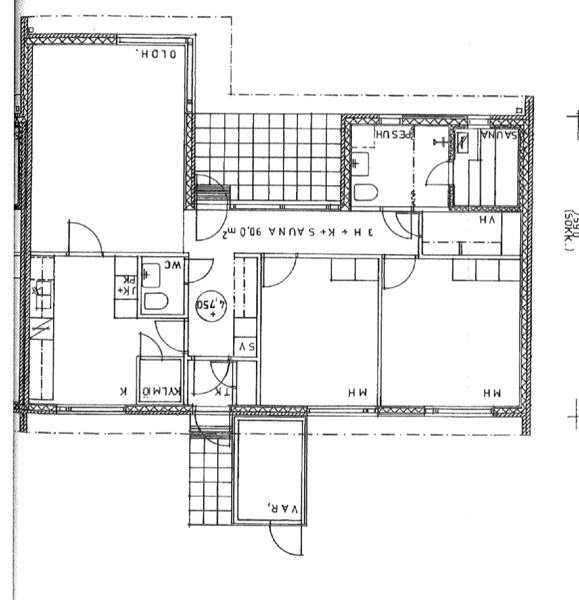 OLOH.
PESUH
SAUNA
VH
(SOKK.)
3 H + K + SAUNA 90,0 m²
WC
JK+
PK
+
4,750
SV
K
KYLMIÖ
TK
MH
MH
VAR.